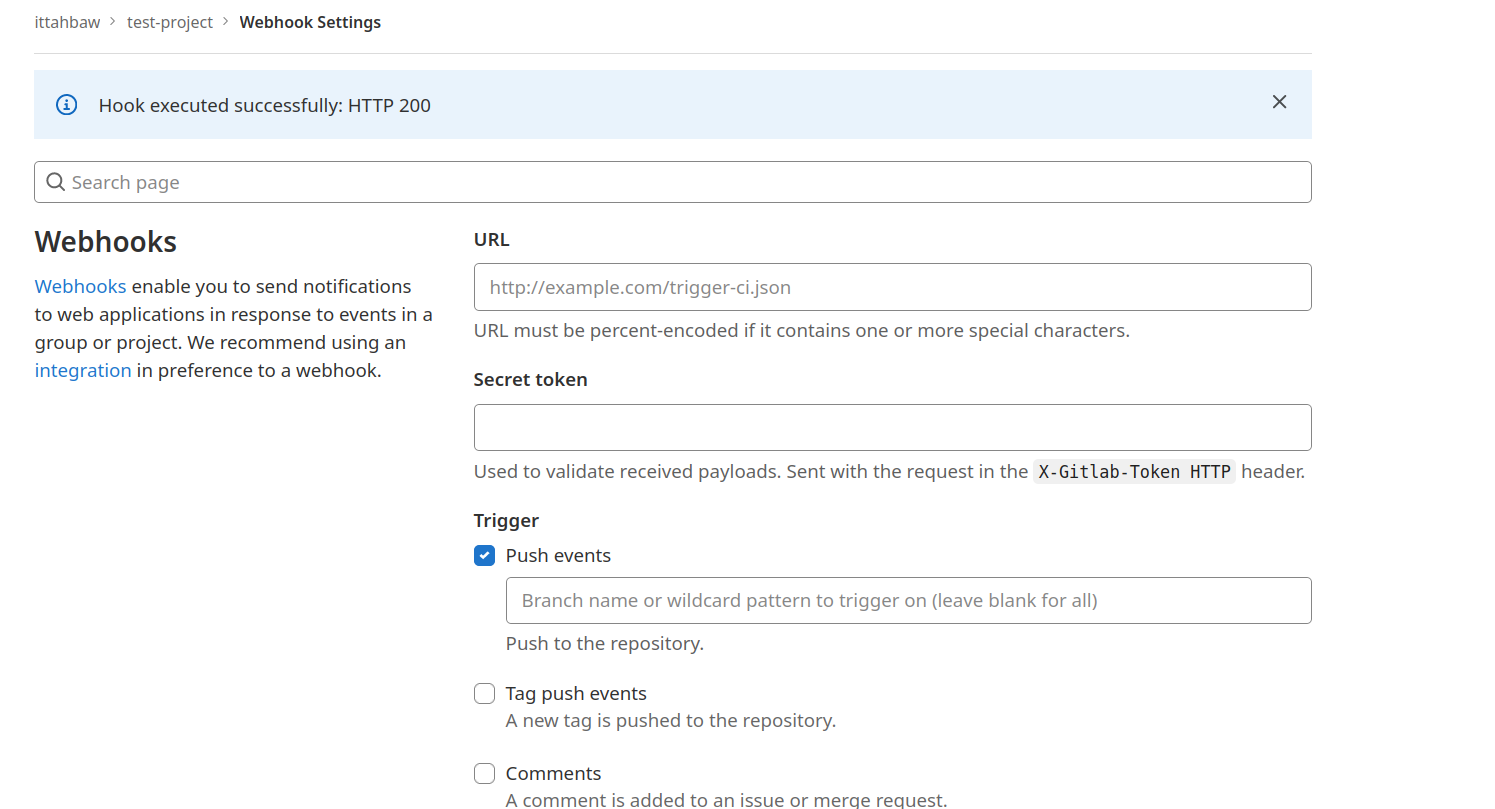 ittahbaw > test-project > Webhook Settings
Hook executed successfully: HTTP 200
Search page
Webhooks
Webhooks enable you to send notifications
to web applications in response to events in a
group or project. We recommend using an
integration in preference to a webhook.
URL
http://example.com/trigger-ci.json
URL must be percent-encoded if it contains one or more special characters.
Secret token
Used to validate received payloads. Sent with the request in the X-Gitlab-Token HTTP header.
Trigger
Push events
Branch name or wildcard pattern to trigger on (leave blank for all)
Push to the repository.
Tag push events
A new tag is pushed to the repository.
Comments
A comment is added to an issue or merge request.